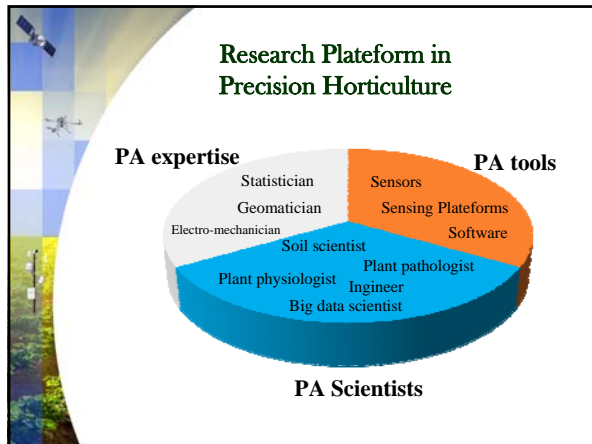 Research Plateform in
Precision Horticulture
PA expertise
PA tools
Statistician
Sensors
Geomatician
Sensing Plateforms
Electro-mechanician
Software
Soil scientist
Plant pathologist
Plant physiologist
Ingineer
Big data scientist
PA Scientists